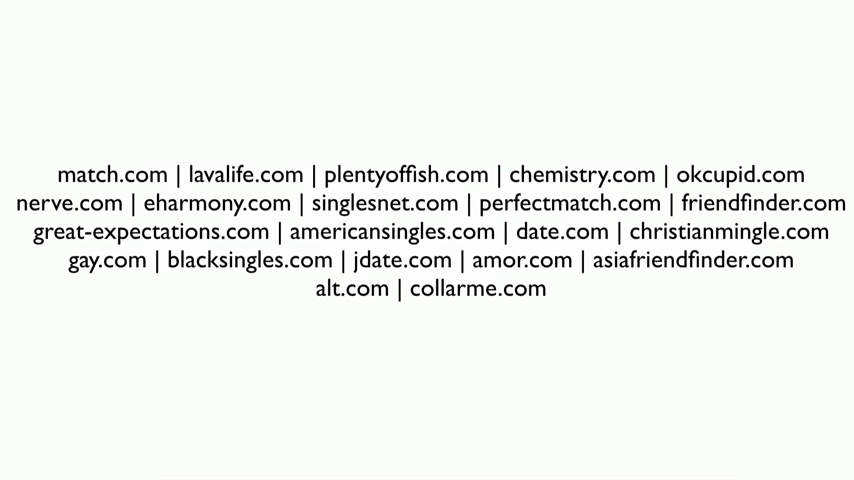 match.com | lavalife.com | plentyoffish.com | chemistry.com | okcupid.com
nerve.com | eharmony.com | singlesnet.com | perfectmatch.com | friendfinder.com
great-expectations.com | americansingles.com | date.com | christianmingle.com
gay.com | blacksingles.com | jdate.com | amor.com | asiafriendfinder.com
alt.com | collarme.com